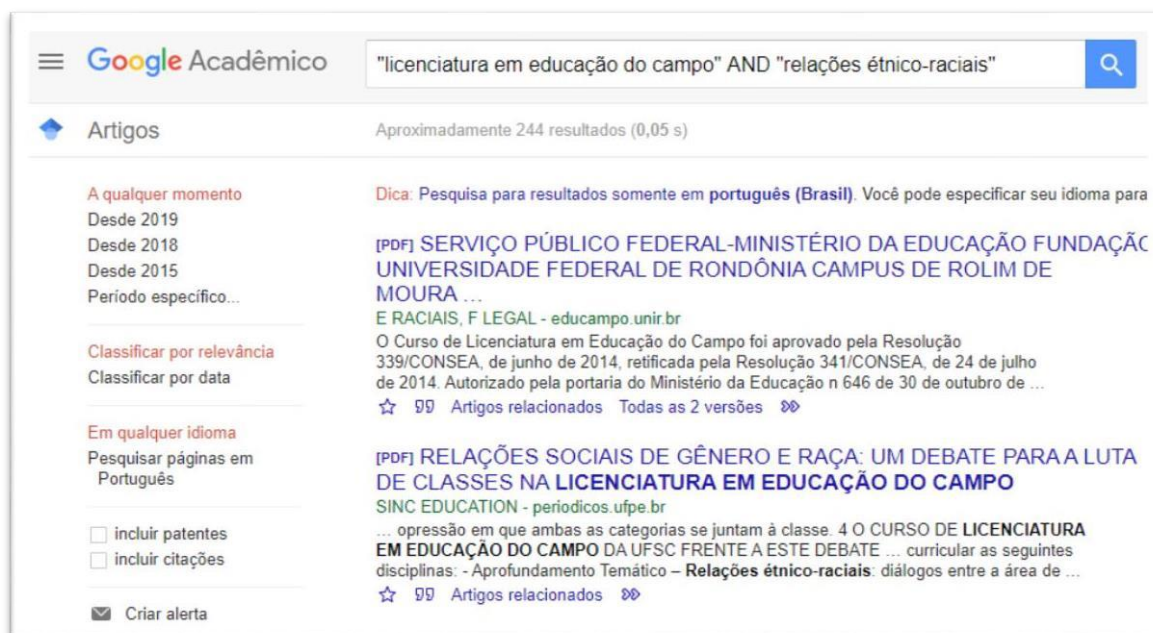 Google Acadêmico
"licenciatura em educação do campo" AND "relações étnico-raciais"
Artigos
Aproximadamente 244 resultados (0,05 s)
A qualquer momento
Desde 2019
Desde 2018
Desde 2015
Período específico...
Classificar por relevância
Classificar por data
Em qualquer idioma
Pesquisar páginas em
Português
incluir patentes
incluir citações
Criar alerta
Dica: Pesquisa para resultados somente em português (Brasil). Você pode especificar seu idioma para
[PDF] SERVIÇO PÚBLICO FEDERAL-MINISTÉRIO DA EDUCAÇÃO FUNDAÇÃO
UNIVERSIDADE FEDERAL DE RONDÔNIA CAMPUS DE ROLIM DE
MOURA ...
E RACIAIS, F LEGAL - educampo.unir.br
O Curso de Licenciatura em Educação do Campo foi aprovado pela Resolução
339/CONSEA, de junho de 2014, retificada pela Resolução 341/CONSEA, de 24 de julho
de 2014. Autorizado pela portaria do Ministério da Educação n 646 de 30 de outubro de ...
Artigos relacionados Todas as 2 versões
[PDF] RELAÇÕES SOCIAIS DE GÊNERO E RAÇA: UM DEBATE PARA A LUTA
DE CLASSES NA LICENCIATURA EM EDUCAÇÃO DO CAMPO
SINC EDUCATION - periodicos.ufpe.br
... opressão em que ambas as categorias se juntam à classe. 4 O CURSO DE LICENCIATURA
EM EDUCAÇÃO DO CAMPO DA UFSC FRENTE A ESTE DEBATE ... curricular as seguintes
disciplinas: - Aprofundamento Temático – Relações étnico-raciais: diálogos entre a área de ...
Artigos relacionados